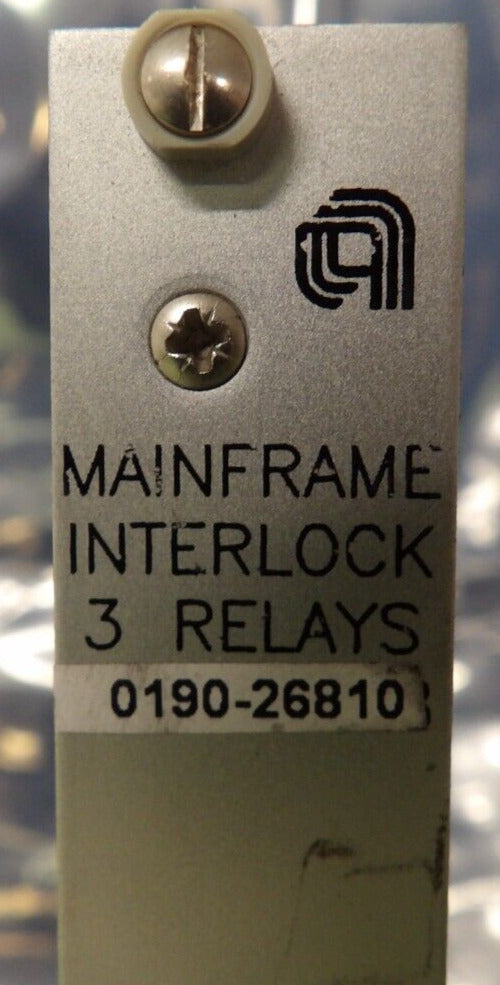 MAINFRAME
INTERLOCK
3 RELAYS
0190-26810